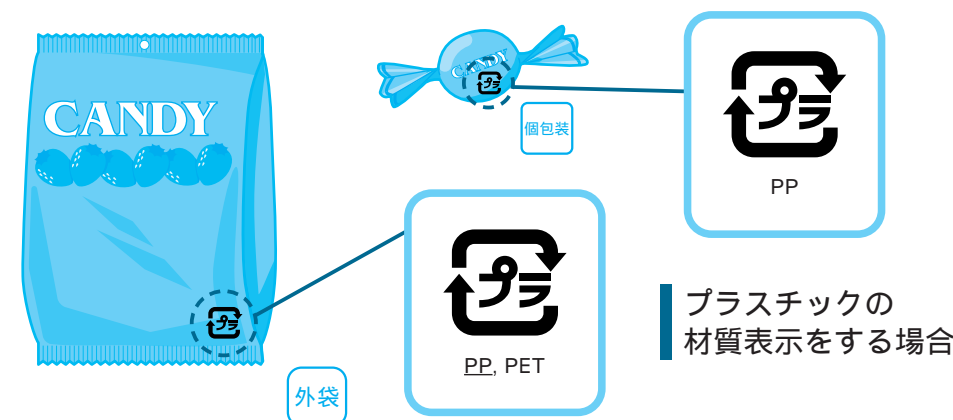 CANDY
プラ
外袋
CANDY
プラ
個包装
プラ
PP
プラ
PP, PET
プラスチックの
材質表示をする場合